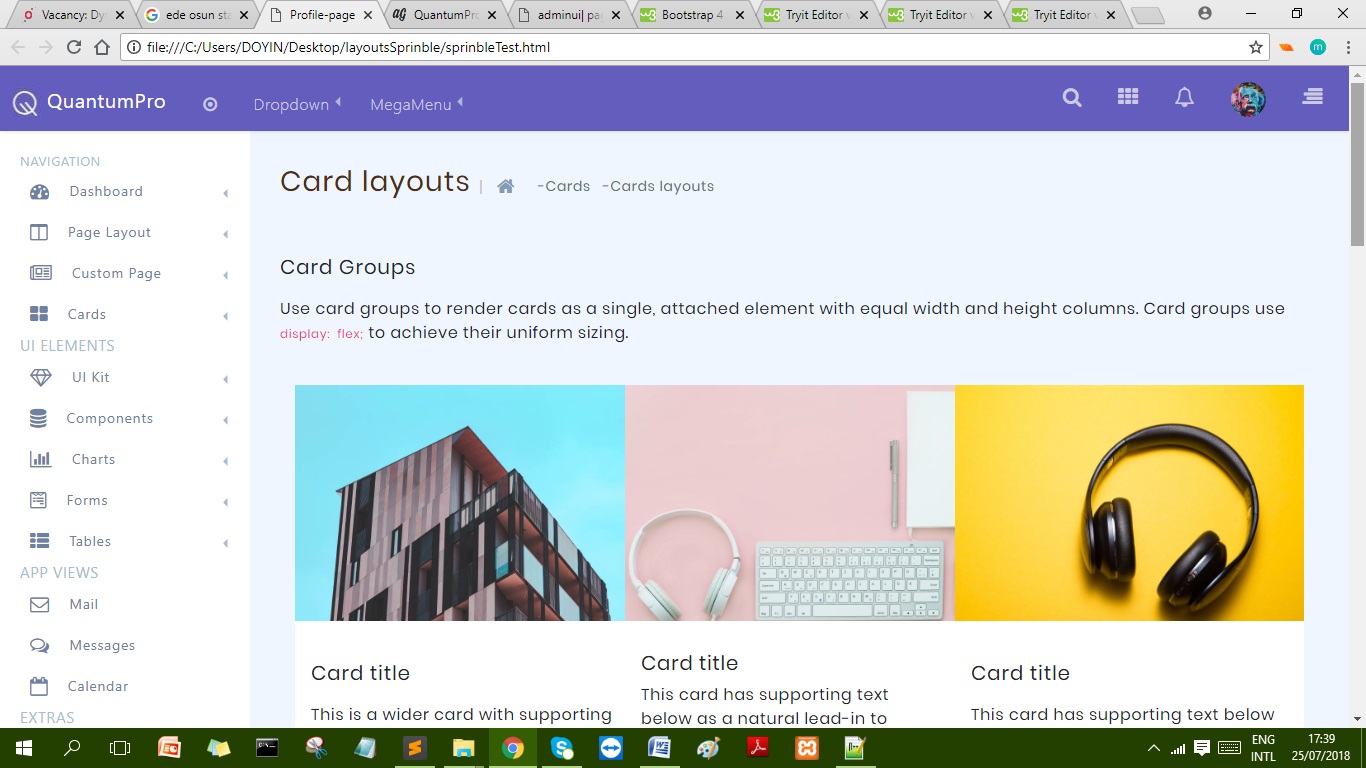 Vacancy: Dy
ede osun sta
Profile-page
QuantumPro
adminui| pa
Bootstrap 4
Tryit Editor
Tryit Editor
Tryit Editor
file:///C:/Users/DOYIN/Desktop/layoutsSprinble/sprinbleTest.html
m
QuantumPro
Dropdown
MegaMenu
NAVIGATION
Dashboard
Page Layout
Custom Page
Cards
UI ELEMENTS
UI Kit
Components
Charts
Forms
Tables
APP VIEWS
Mail
Messages
Calendar
EXTRAS
Card layouts | -Cards -Cards layouts
Card Groups
Use card groups to render cards as a single, attached element with equal width and height columns. Card groups use
display: flex; to achieve their uniform sizing.
Card title
This is a wider card with supporting
Card title
This card has supporting text
below as a natural lead-in to
Card title
This card has supporting text below
ENG
INTL
17:39
25/07/2018